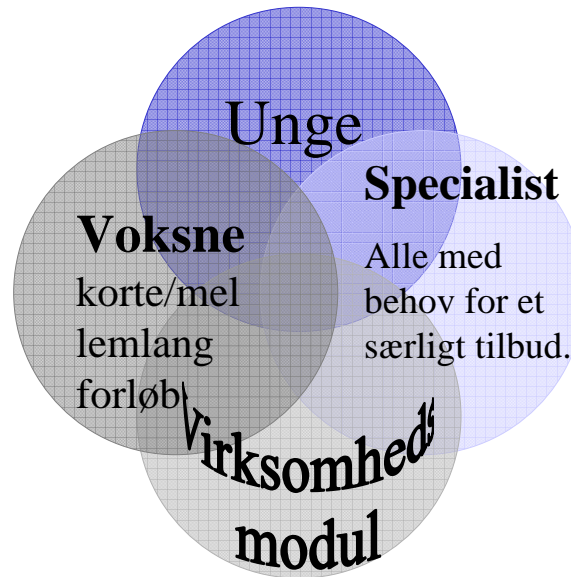 Unge
Specialist
Alle med
behov for et
særligt tilbud.
Voksne
korte/mel
lemlang
forløb
Virksomheds
modul